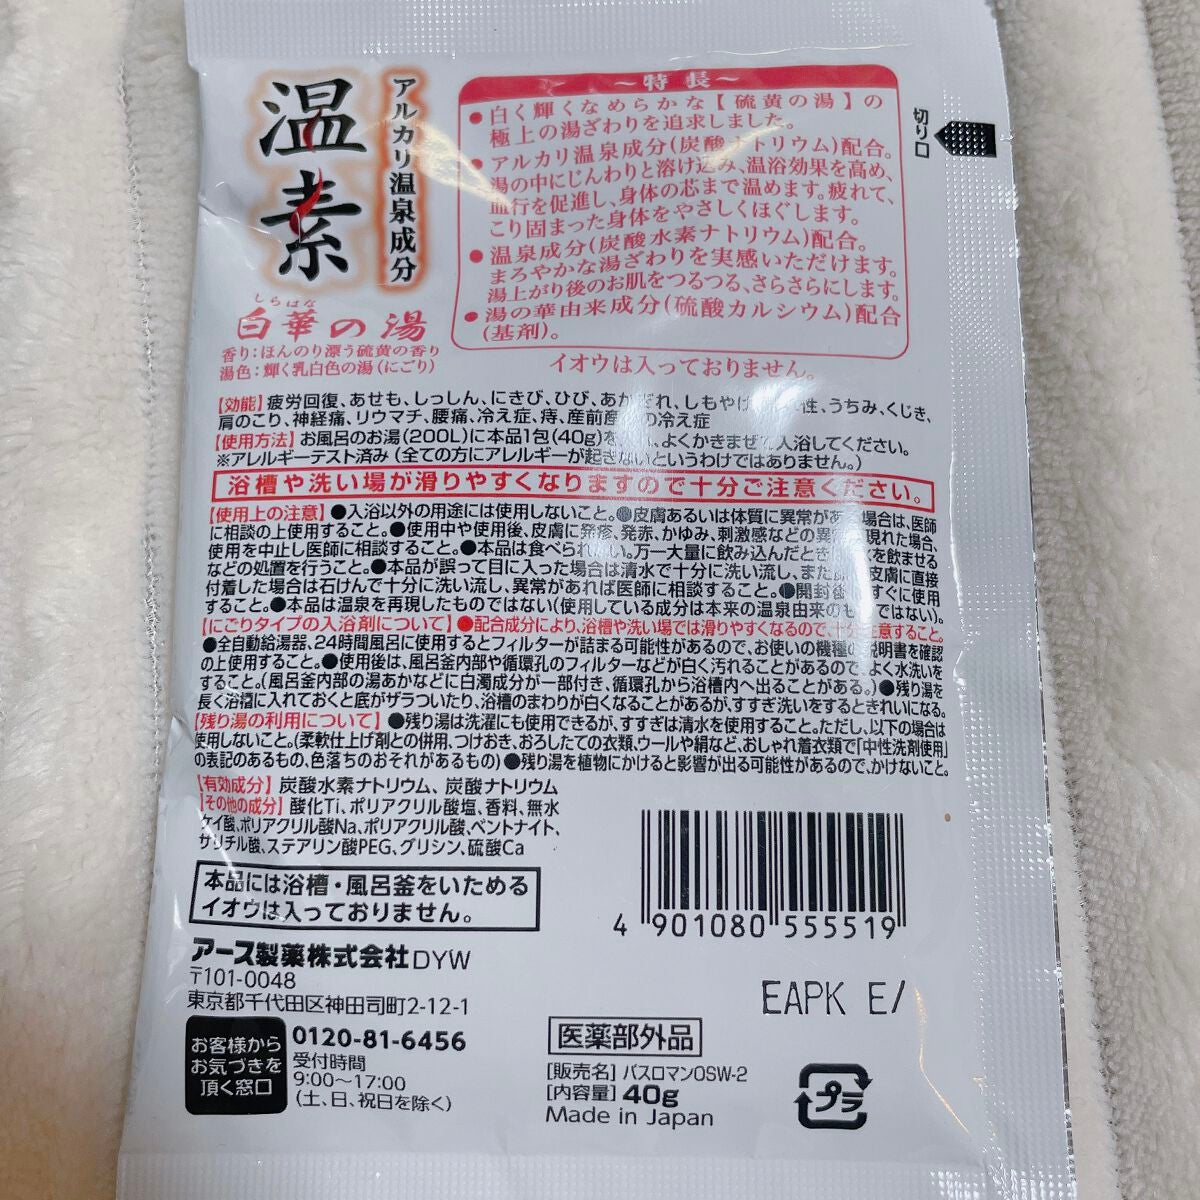 アルカリ温泉成分
温素
しらはな
白華の湯
香り：ほんのり漂う硫黄の香り
湯色：輝く乳白色の湯（にごり）
〜特長〜
●白く輝くなめらかな【硫黄の湯】の
極上の湯ざわりを追求しました。
●アルカリ温泉成分(炭酸ナトリウム)配合。
湯の中にじんわりと溶け込み、温浴効果を高め、
血行を促進し、身体の芯まで温めます。疲れて、
こり固まった身体をやさしくほぐします。
●温泉成分(炭酸水素ナトリウム)配合。
まろやかな湯ざわりを実感いただけます。
湯上がり後のお肌をつるつる、さらさらにします。
●湯の華由来成分(硫酸カルシウム)配合
(基剤)。
イオウは入っておりません。
切り口
【効能】疲労回復、あせも、しっしん、にきび、ひび、あかぎれ、しもやけ、性、うちみ、くじき、
肩のこり、神経痛、リウマチ、腰痛、冷え症、痔、産前産の冷え症
【使用方法】お風呂のお湯(200L)に本品1包(40g)を、よくかきまぜて入浴してください。
※アレルギーテスト済み(全ての方にアレルギーが起きないというわけではありません。)
浴槽や洗い場が滑りやすくなりますので十分ご注意ください。
【使用上の注意】●入浴以外の用途には使用しないこと。●皮膚あるいは体質に異常がある場合は、医師
に相談の上使用すること。●使用中や使用後、皮膚に発疹、発赤、かゆみ、刺激感などの異常が現れた場合、
使用を中止し医師に相談すること。●本品は食べられない。万一大量に飲み込んだときはを飲ませる
などの処置を行うこと。●本品が誤って目に入った場合は清水で十分に洗い流し、また皮膚に直接
付着した場合は石けんで十分に洗い流し、異常があれば医師に相談すること。●開封後はすぐに使用
すること。●本品は温泉を再現したものではない(使用している成分は本来の温泉由来のものではない)。
【にごりタイプの入浴剤について】●配合成分により、浴槽や洗い場では滑りやすくなるので、十分注意すること。
●全自動給湯器、24時間風呂に使用するとフィルターが詰まる可能性があるので、お使いの機種の説明書を確認
の上使用すること。●使用後は、風呂釜内部や循環孔のフィルターなどが白く汚れることがあるので、よく水洗いを
すること。(風呂釜内部の湯あかなどに白濁成分が一部付き、循環孔から浴槽内へ出ることがある。)●残り湯を
長く浴槽に入れておくと底がザラついたり、浴槽のまわりが白くなることがあるが、すすぎ洗いをするときれいになる。
【残り湯の利用について】●残り湯は洗濯にも使用できるが、すすぎは清水を使用すること。ただし、以下の場合は
使用しないこと。(柔軟仕上げ剤との併用、つけおき、おろしたての衣類、ウールや絹など、おしゃれ着衣類で「中性洗剤使用」
の表記のあるもの、色落ちのおそれがあるもの)●残り湯を植物にかけると影響が出る可能性があるので、かけないこと。
【有効成分】炭酸水素ナトリウム、炭酸ナトリウム
【その他の成分】酸化Ti、ポリアクリル酸塩、香料、無水
ケイ酸、ポリアクリル酸Na、ポリアクリル酸、ベントナイト、
サリチル酸、ステアリン酸PEG、グリシン、硫酸Ca
本品には浴槽・風呂釜をいためる
イオウは入っておりません。
アース製薬株式会社DYW
〒101-0048
東京都千代田区神田司町2-12-1
お客様から
お気づきを
頂く窓口
0120-81-6456
受付時間
9:00〜17:00
(土、日、祝日を除く)
4 901080 555519
EAPK E/
医薬部外品
[販売名] バスロマンOSW-2
[内容量] 40g
Made in Japan
プラ